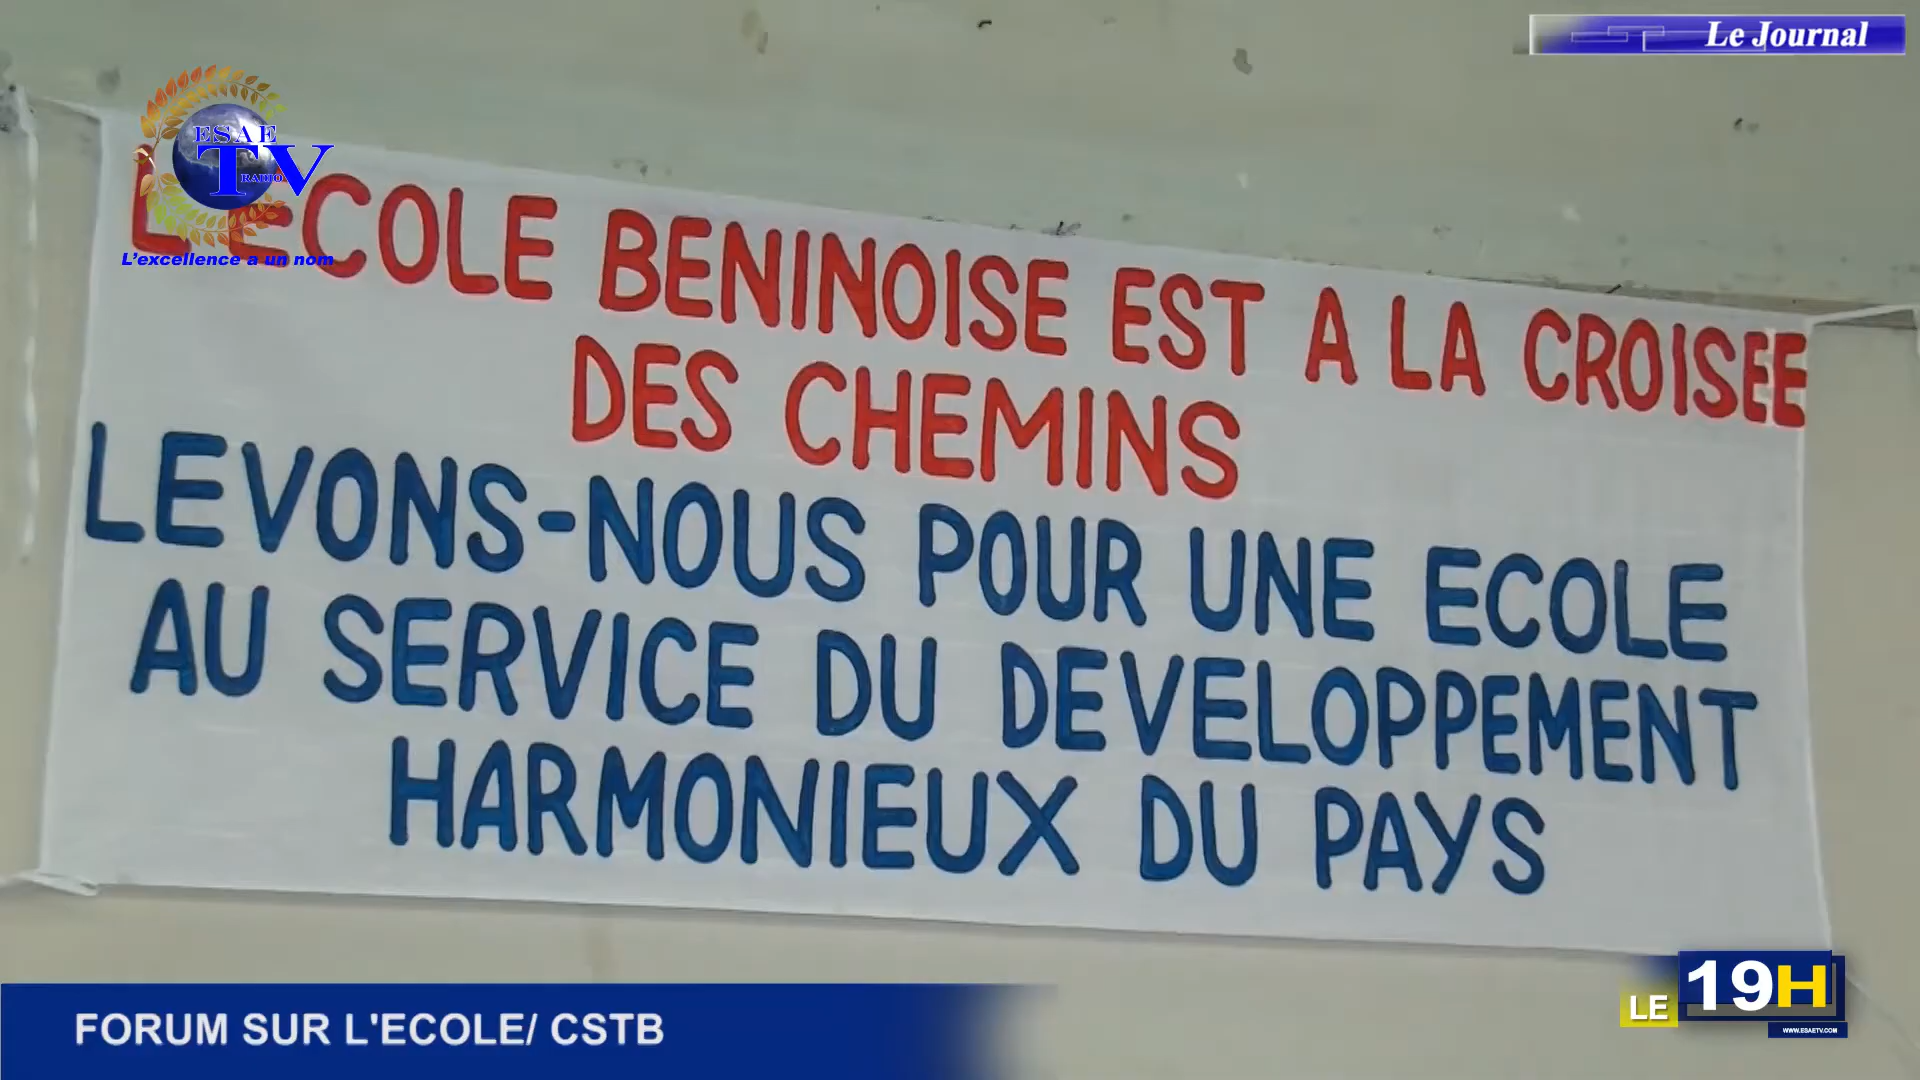 Le Journal
ESAE
TV
RADIO
L'excellence a un nom
L'ECOLE BENINOISE EST A LA CROISEE
DES CHEMINS
LEVONS-NOUS POUR UNE ECOLE
AU SERVICE DU DEVELOPPEMENT
HARMONIEUX DU PAYS
FORUM SUR L'ECOLE/ CSTB
LE 19H
WWW.ESAETV.COM